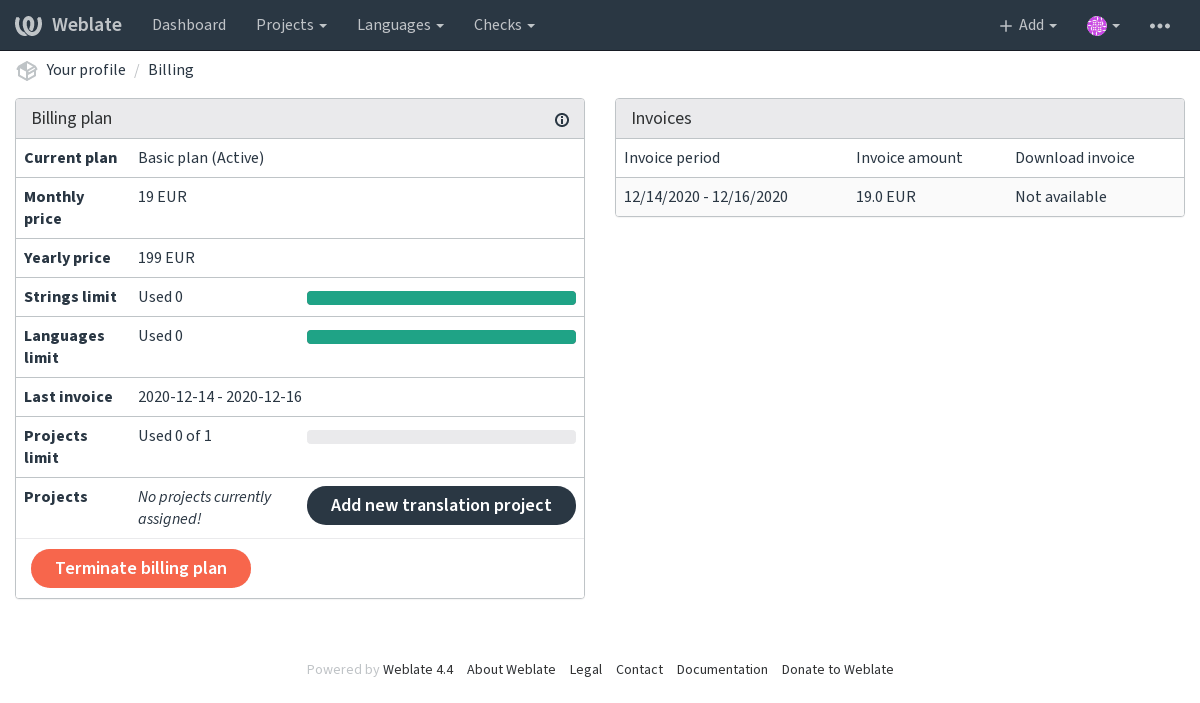 Weblate Dashboard Projects Languages Checks Add
Your profile / Billing
Billing plan
Current plan Basic plan (Active)
Monthly price 19 EUR
Yearly price 199 EUR
Strings limit Used 0
Languages limit Used 0
Last invoice 2020-12-14 - 2020-12-16
Projects limit Used 0 of 1
Projects No projects currently assigned! Add new translation project
Terminate billing plan
Invoices
Invoice period Invoice amount Download invoice
12/14/2020 - 12/16/2020 19.0 EUR Not available
Powered by Weblate 4.4 About Weblate Legal Contact Documentation Donate to Weblate